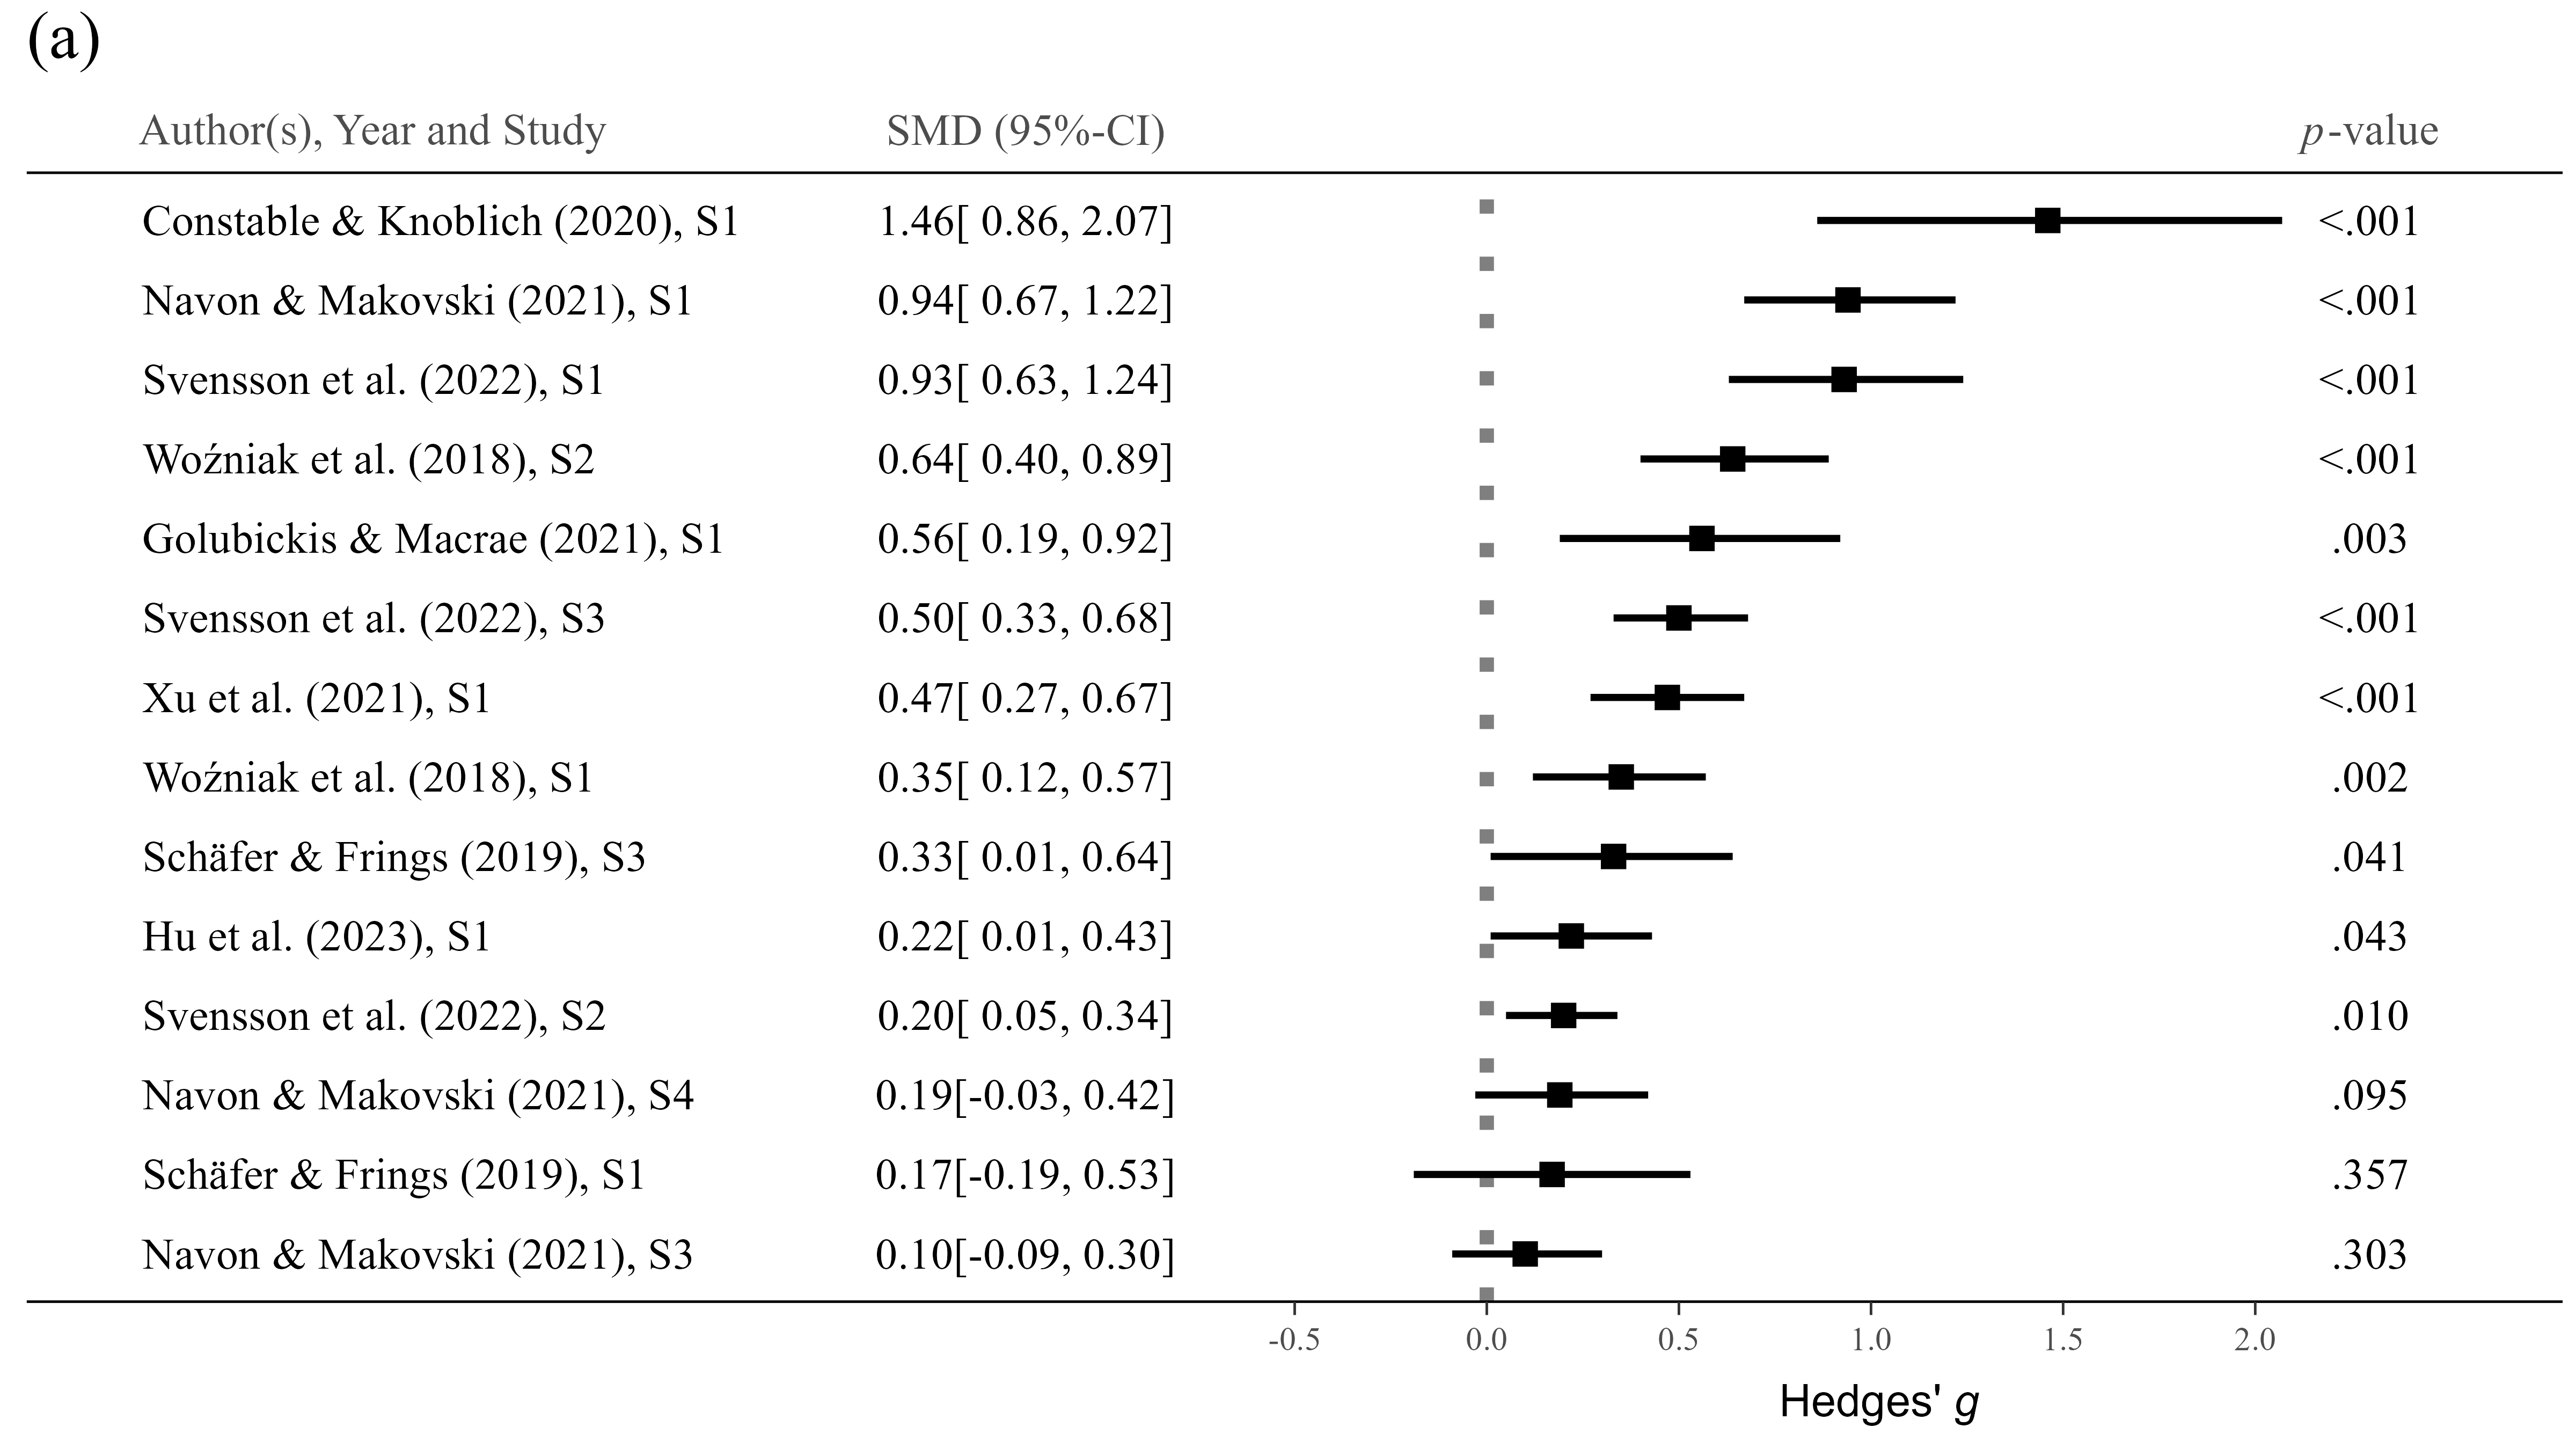 (a)
Author(s), Year and Study SMD (95%-CI) p-value
Constable & Knoblich (2020), S1 1.46[ 0.86, 2.07] <.001
Navon & Makovski (2021), S1 0.94[ 0.67, 1.22] <.001
Svensson et al. (2022), S1 0.93[ 0.63, 1.24] <.001
Woźniak et al. (2018), S2 0.64[ 0.40, 0.89] <.001
Golubickis & Macrae (2021), S1 0.56[ 0.19, 0.92] .003
Svensson et al. (2022), S3 0.50[ 0.33, 0.68] <.001
Xu et al. (2021), S1 0.47[ 0.27, 0.67] <.001
Woźniak et al. (2018), S1 0.35[ 0.12, 0.57] .002
Schäfer & Frings (2019), S3 0.33[ 0.01, 0.64] .041
Hu et al. (2023), S1 0.22[ 0.01, 0.43] .043
Svensson et al. (2022), S2 0.20[ 0.05, 0.34] .010
Navon & Makovski (2021), S4 0.19[-0.03, 0.42] .095
Schäfer & Frings (2019), S1 0.17[-0.19, 0.53] .357
Navon & Makovski (2021), S3 0.10[-0.09, 0.30] .303
-0.5 0.0 0.5 1.0 1.5 2.0
Hedges' g